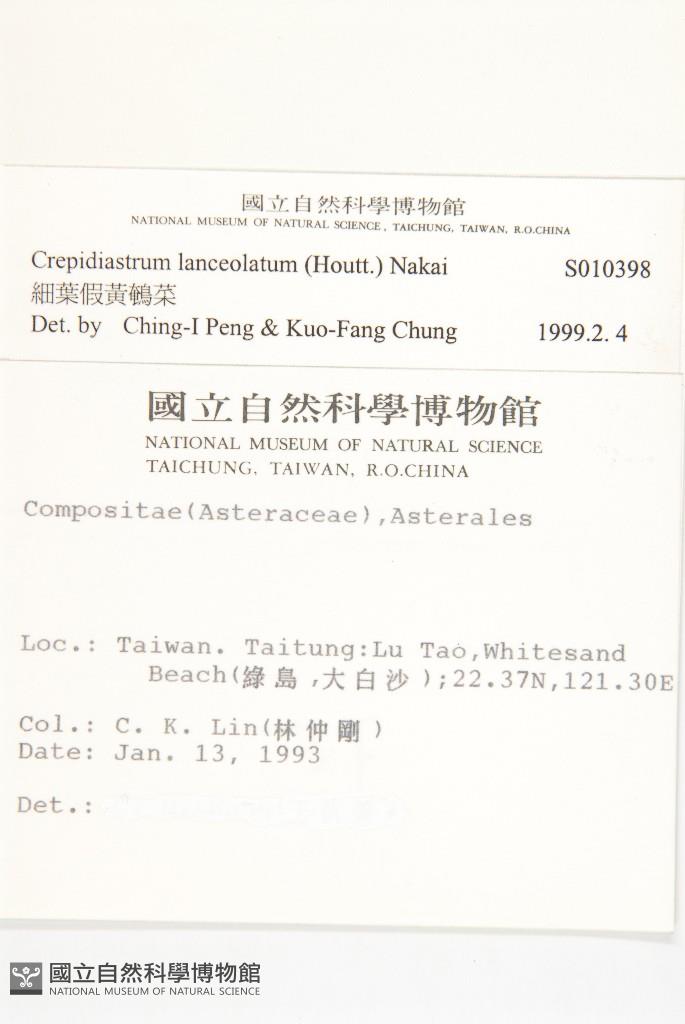 國立自然科學博物館
NATIONAL MUSEUM OF NATURAL SCIENCE, TAICHUNG, TAIWAN, R.O.CHINA
Crepidiastrum lanceolatum (Houtt.) Nakai S010398
細葉假黃鵪菜
Det. by Ching-I Peng & Kuo-Fang Chung 1999.2.4
國立自然科學博物館
NATIONAL MUSEUM OF NATURAL SCIENCE
TAICHUNG, TAIWAN, R.O.CHINA
Compositae(Asteraceae),Asterales
Loc.: Taiwan. Taitung:Lu Tao,Whitesand
Beach(綠島,大白沙);22.37N,121.30E
Col.: C. K. Lin(林仲剛)
Date: Jan. 13, 1993
Det.:
國立自然科學博物館
NATIONAL MUSEUM OF NATURAL SCIENCE